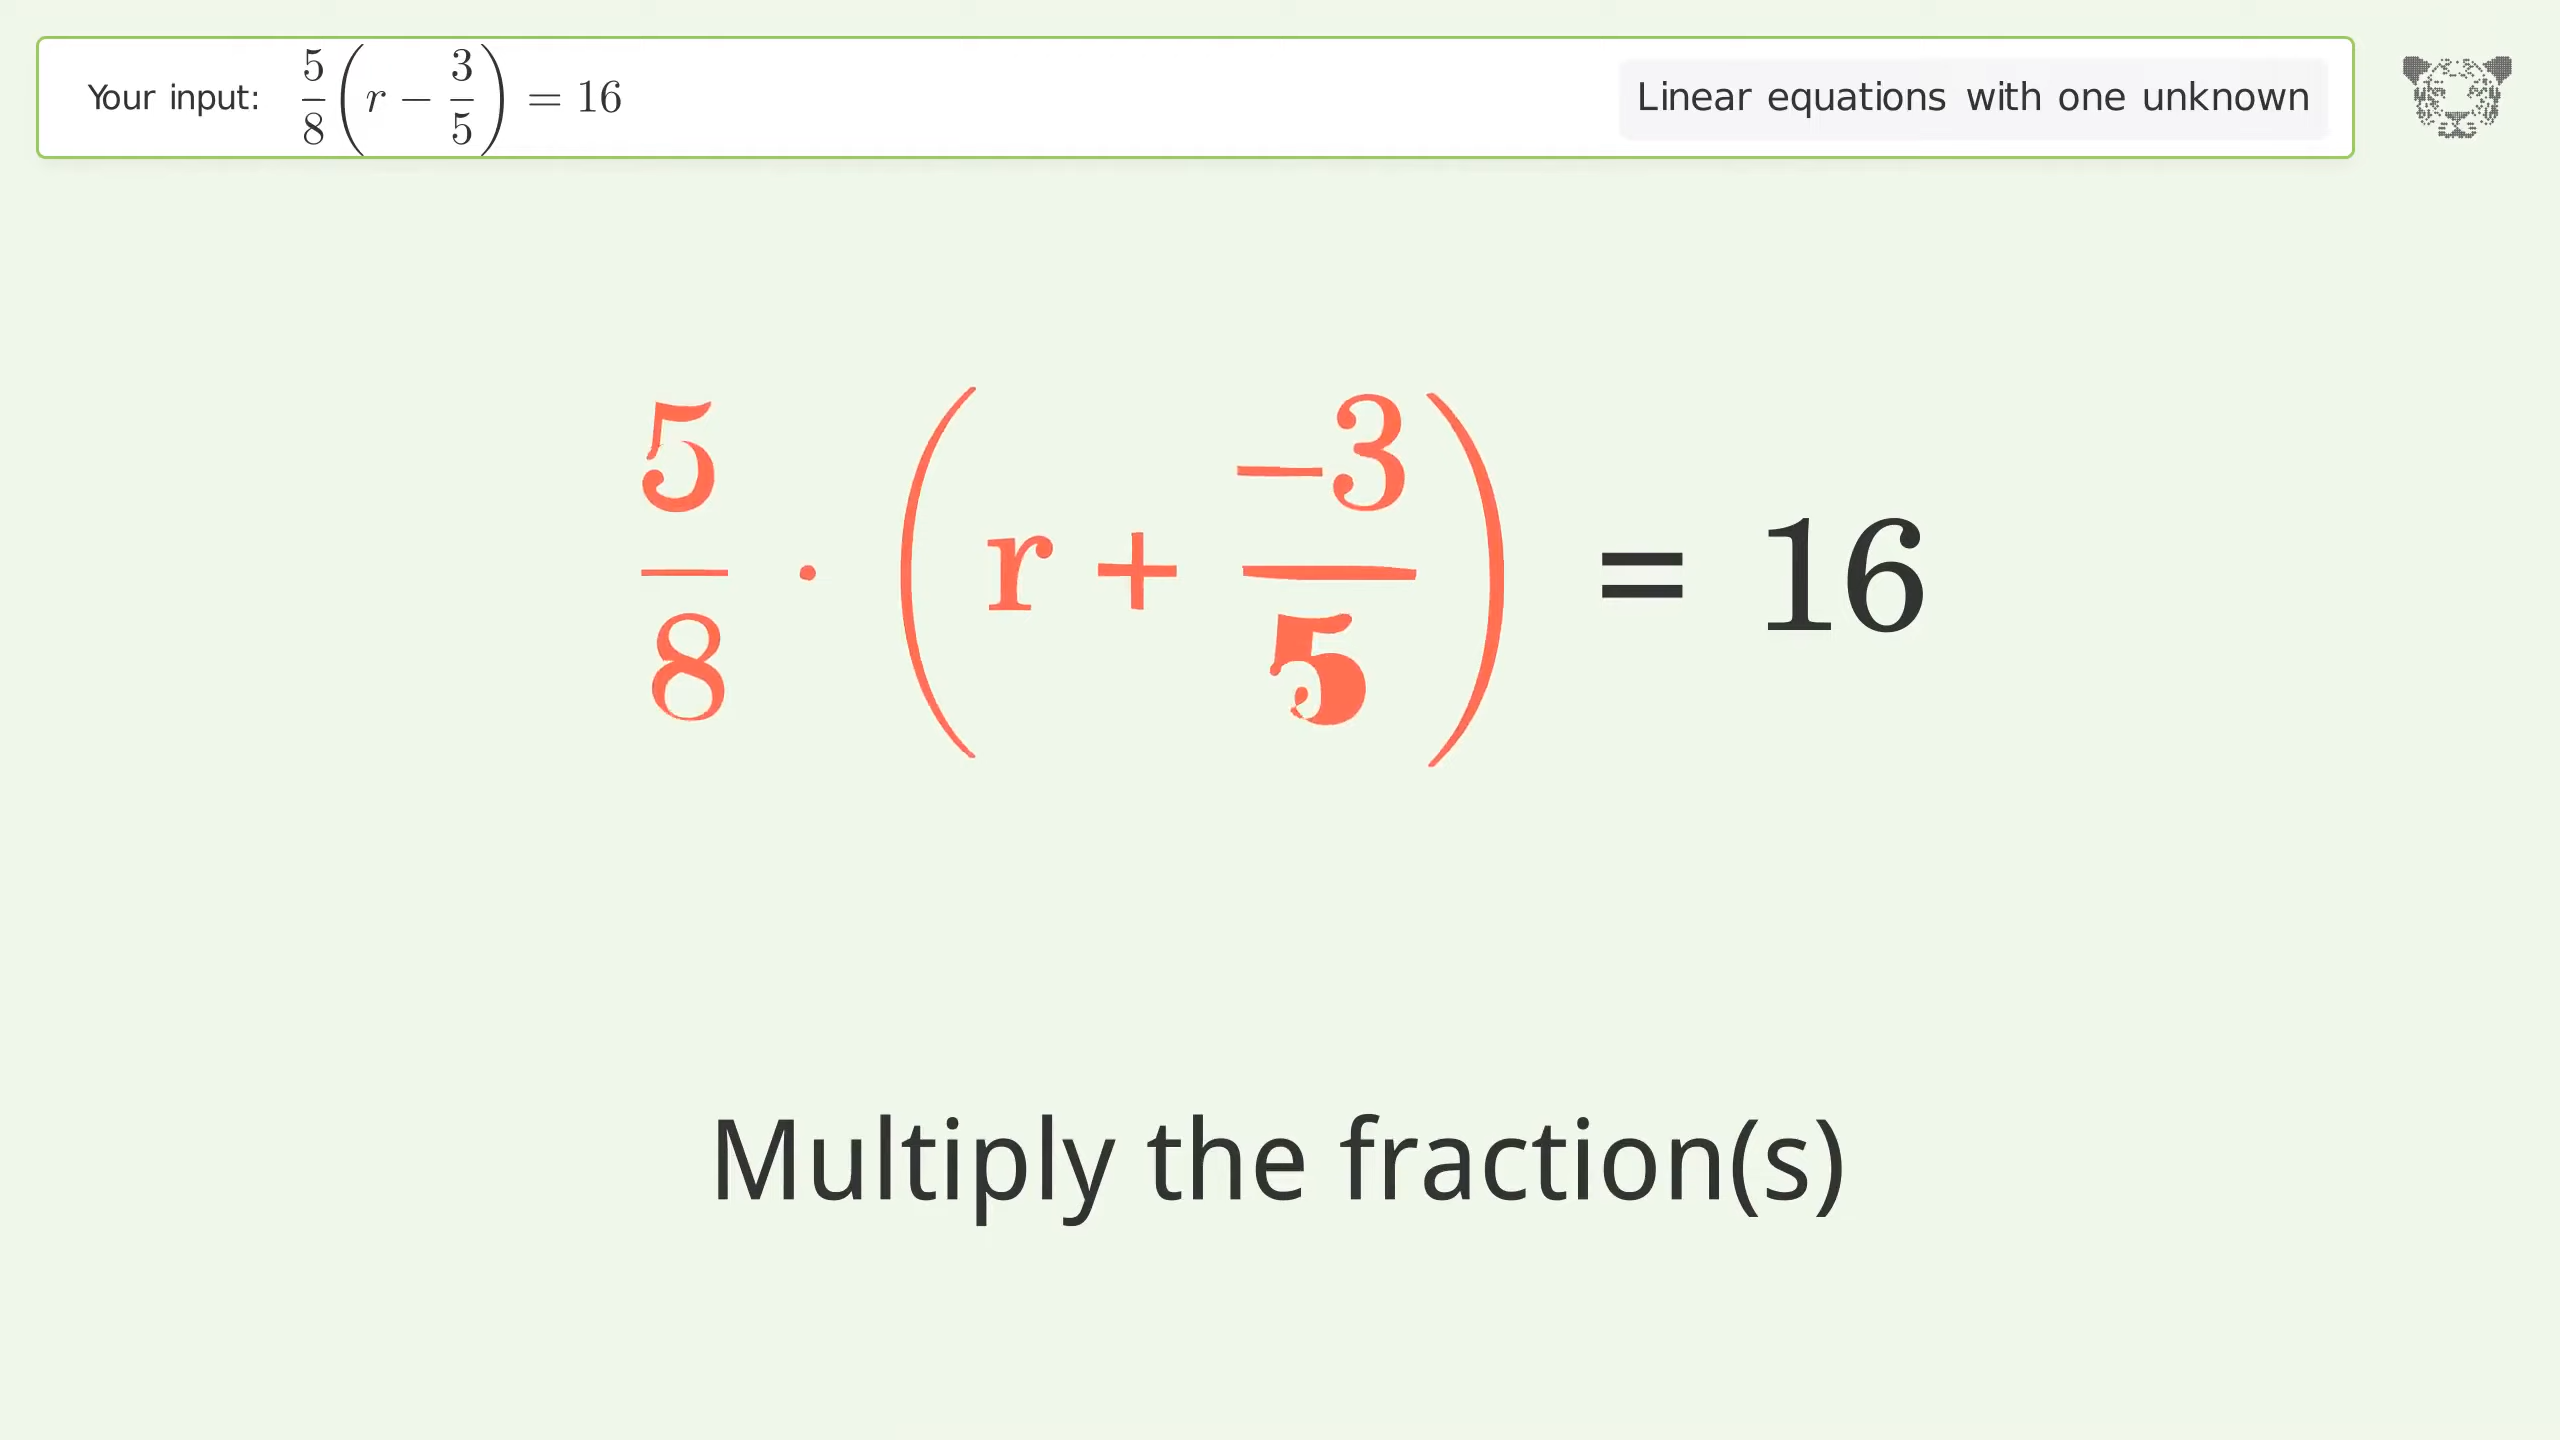 Your input: 5/8(r − 3/5) = 16
Linear equations with one unknown
5/8 · (r + −3/5) = 16
Multiply the fraction(s)